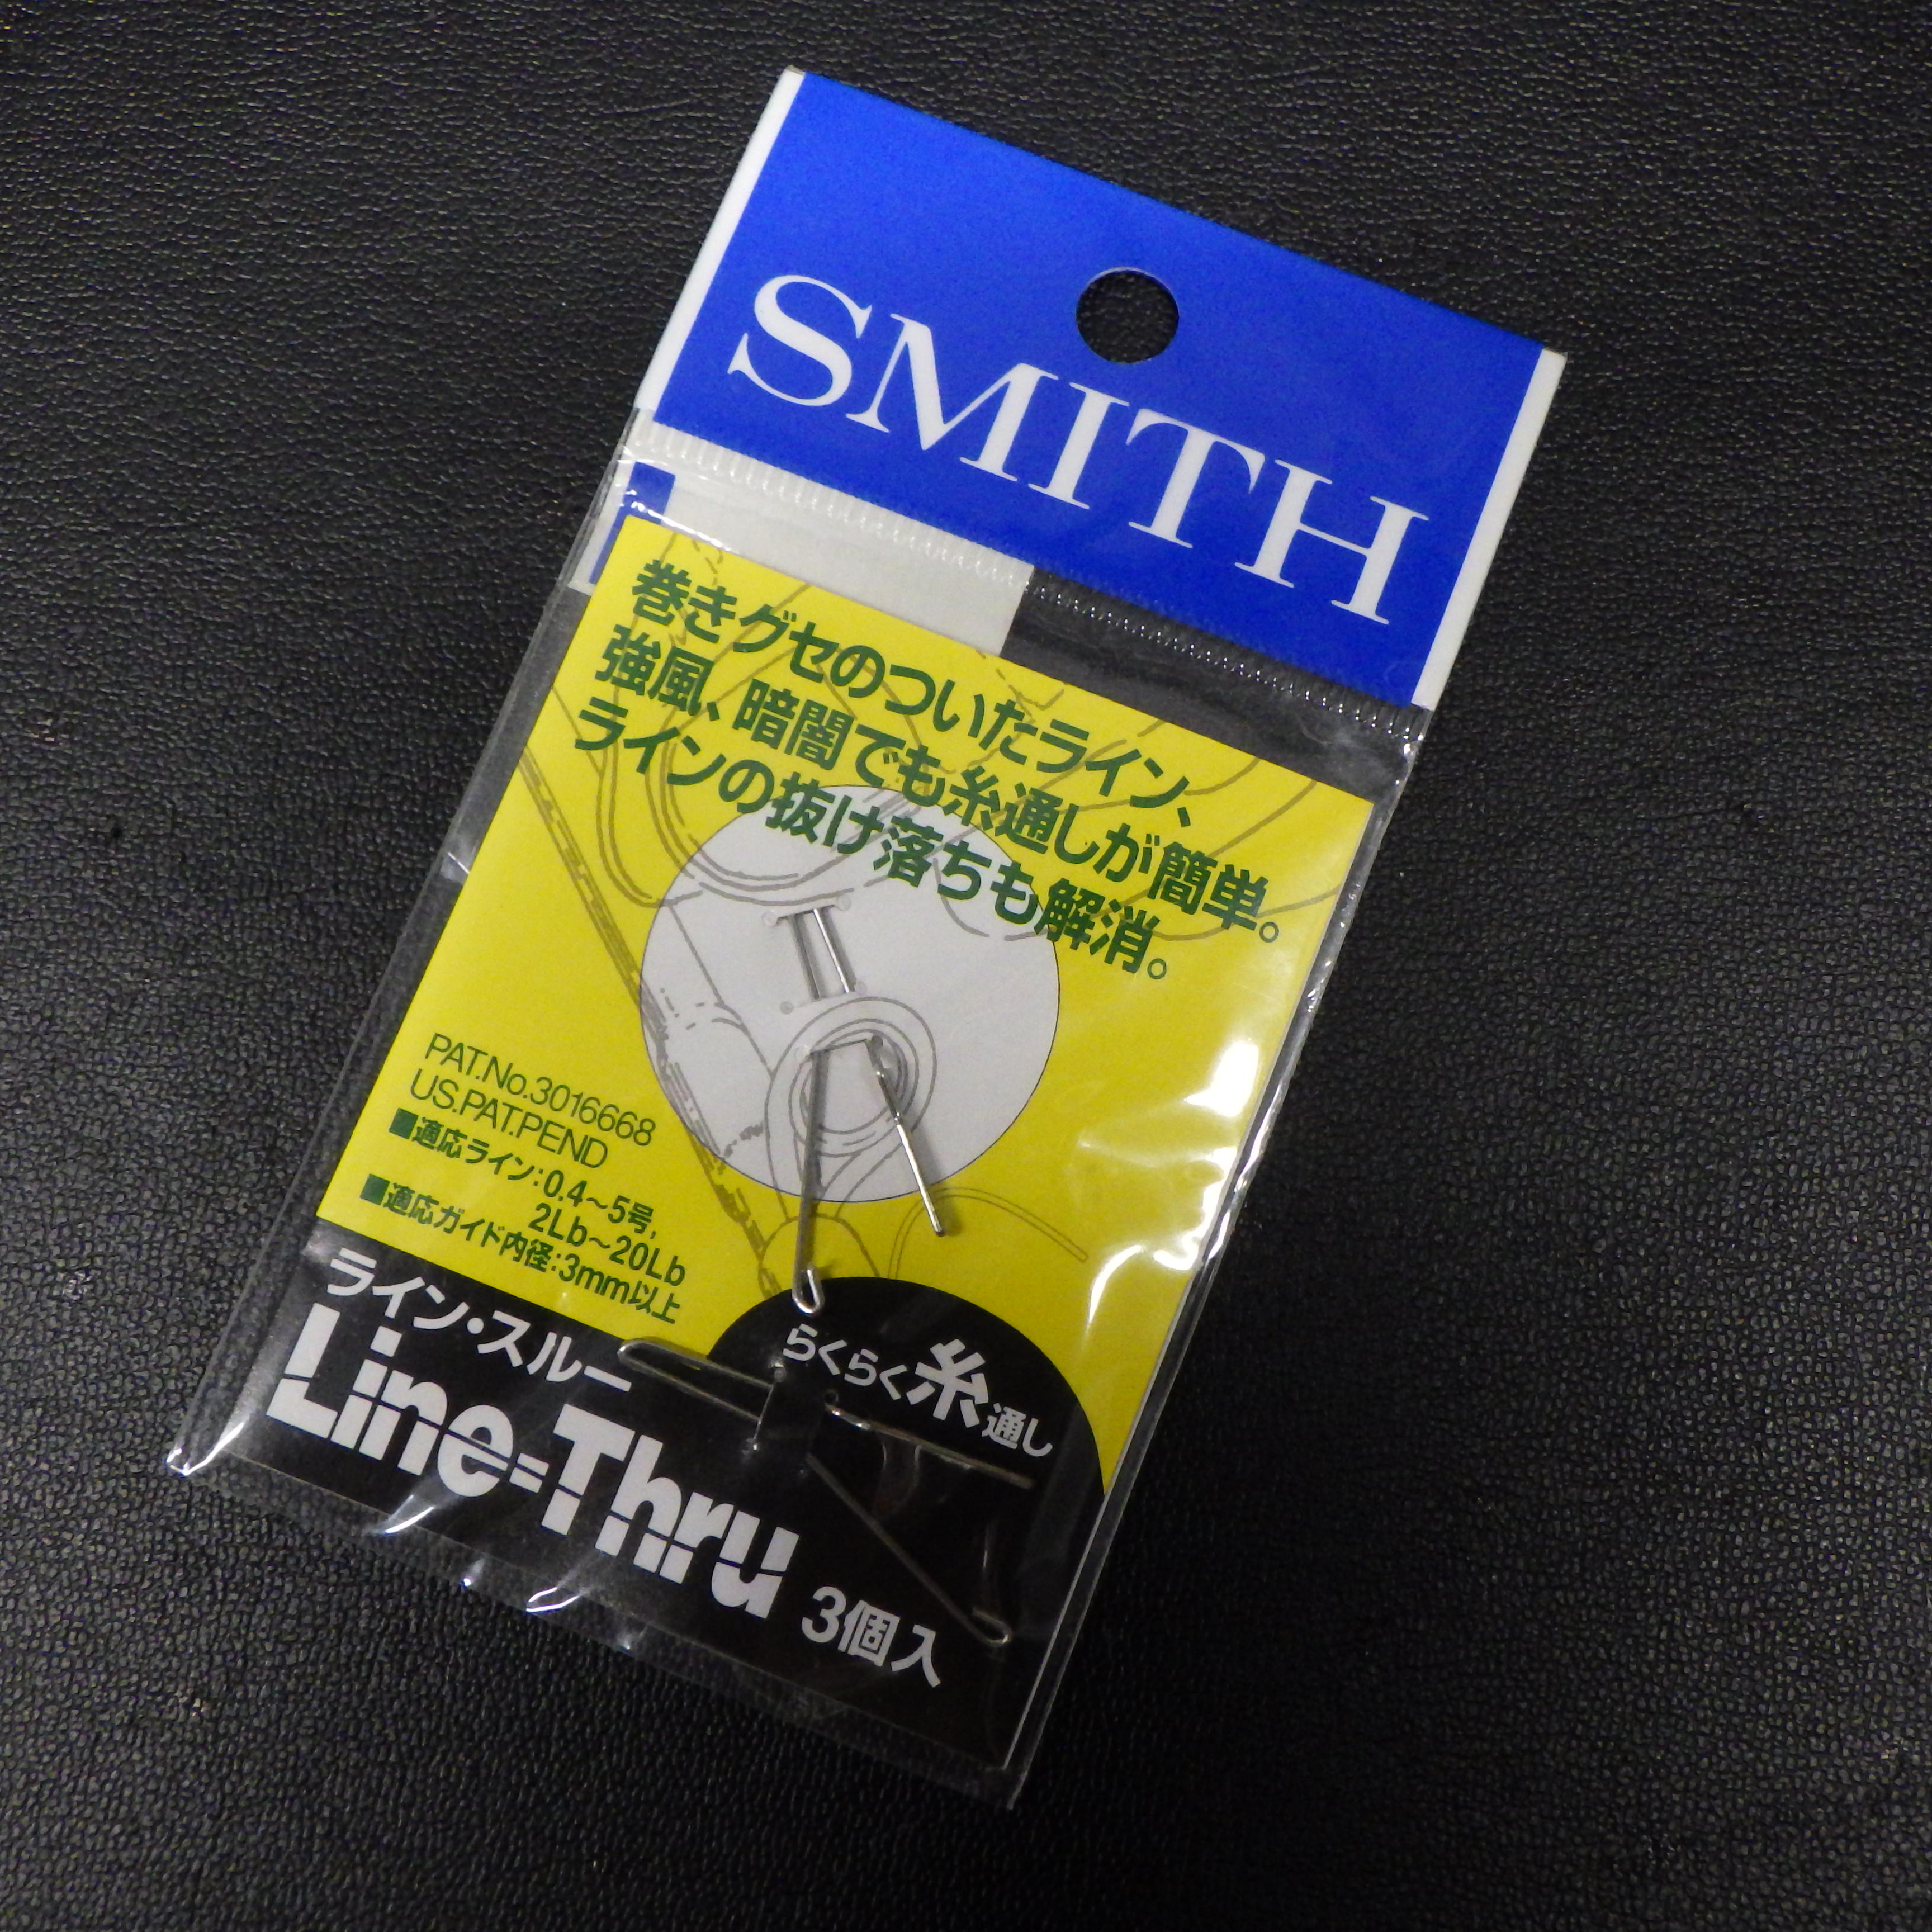 SMITH
巻きグセのついたライン、
強風、暗闇でも糸通しが簡単。
ラインの抜け落ちも解消。
PAT.No.3016668
US.PAT.PEND
■適応ライン:0.4〜5号,
2Lb〜20Lb
■適応ガイド内径:3mm以上
らくらく糸通し
ライン・スルー
Line=Thru 3個入